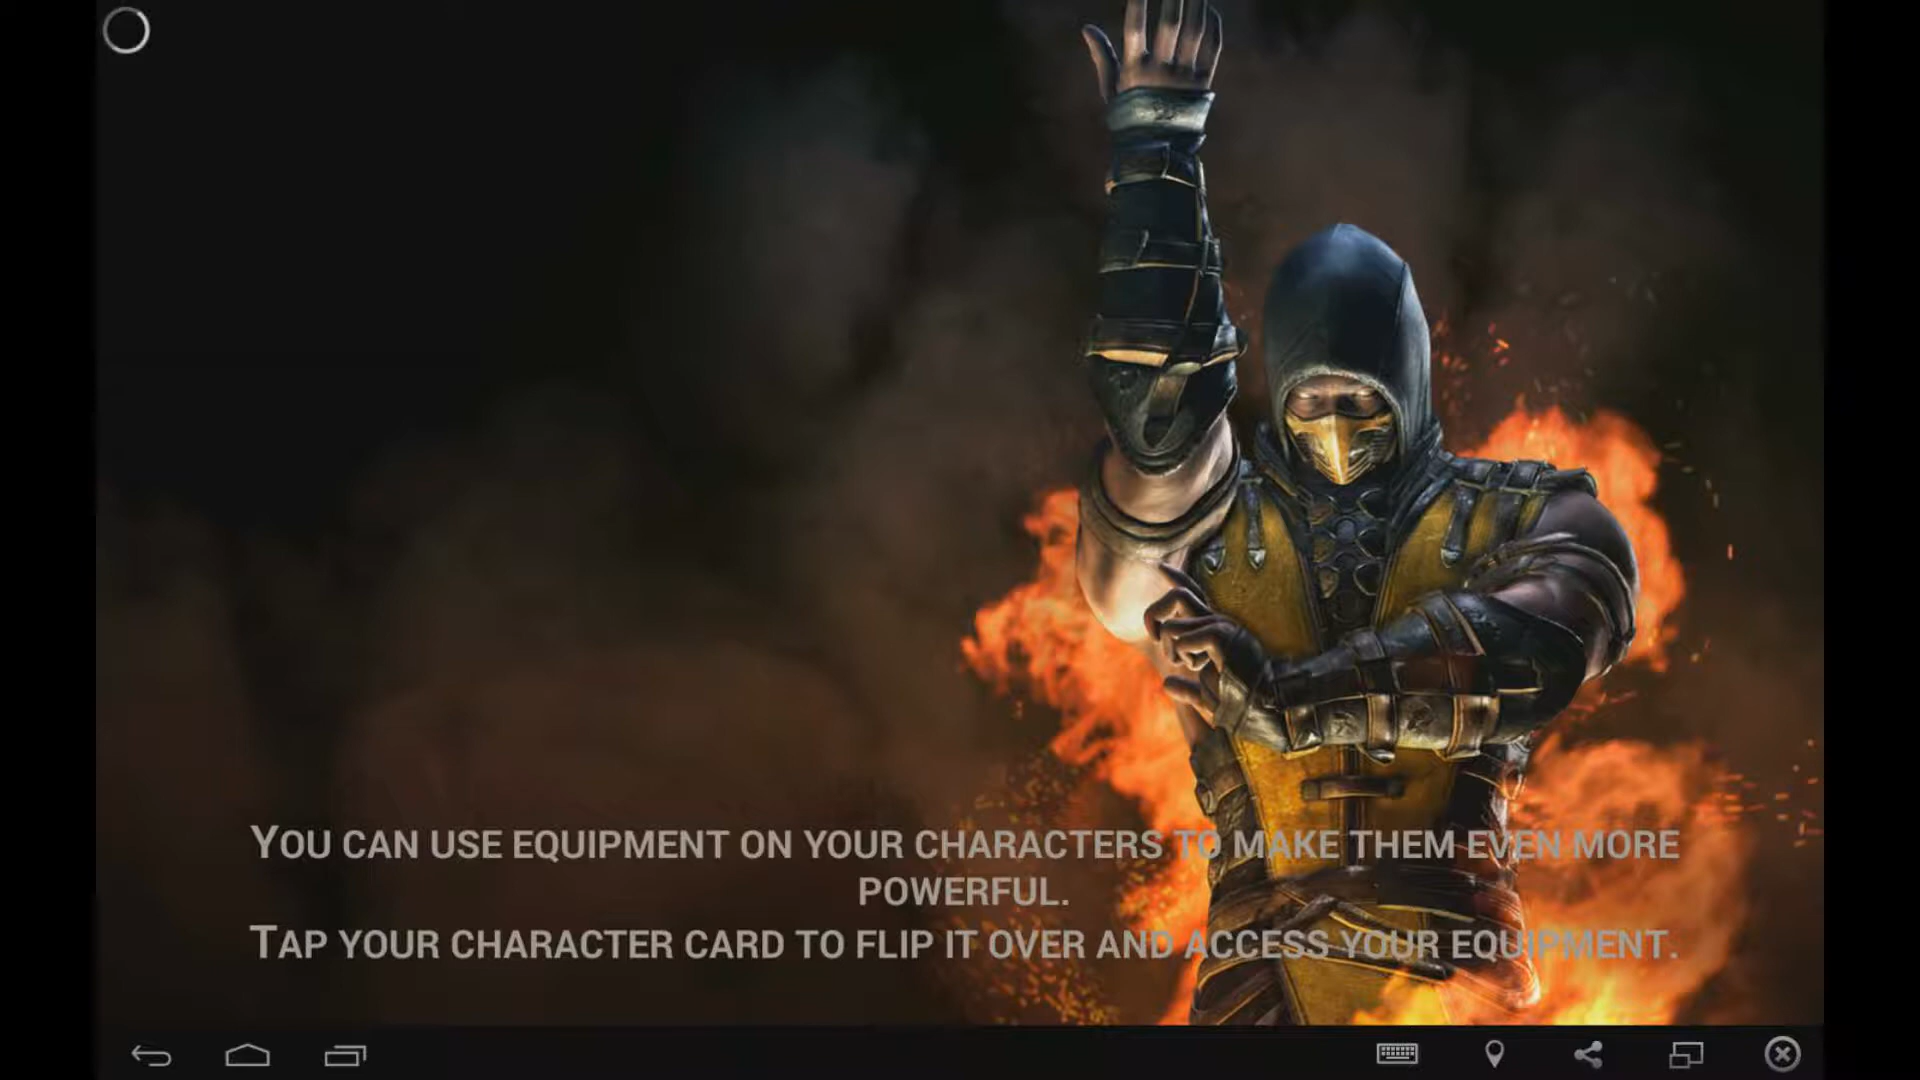 YOU CAN USE EQUIPMENT ON YOUR CHARACTERS TO MAKE THEM EVEN MORE
POWERFUL.
TAP YOUR CHARACTER CARD TO FLIP IT OVER AND ACCESS YOUR EQUIPMENT.